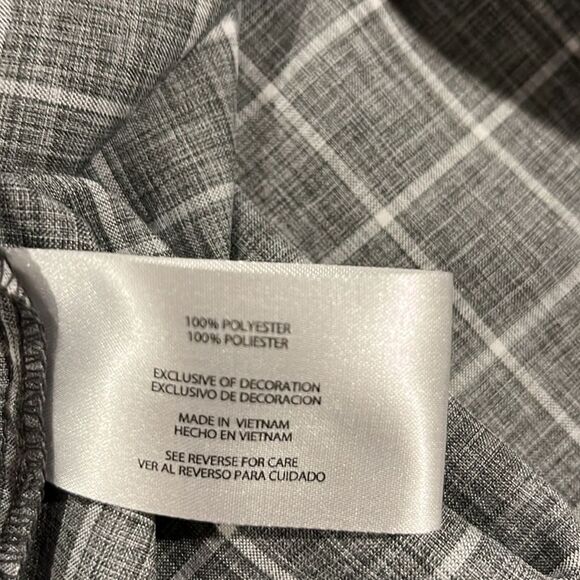 100% POLYESTER
100% POLIESTER
EXCLUSIVE OF DECORATION
EXCLUSIVO DE DECORACION
MADE IN VIETNAM
HECHO EN VIETNAM
SEE REVERSE FOR CARE
VER AL REVERSO PARA CUIDADO